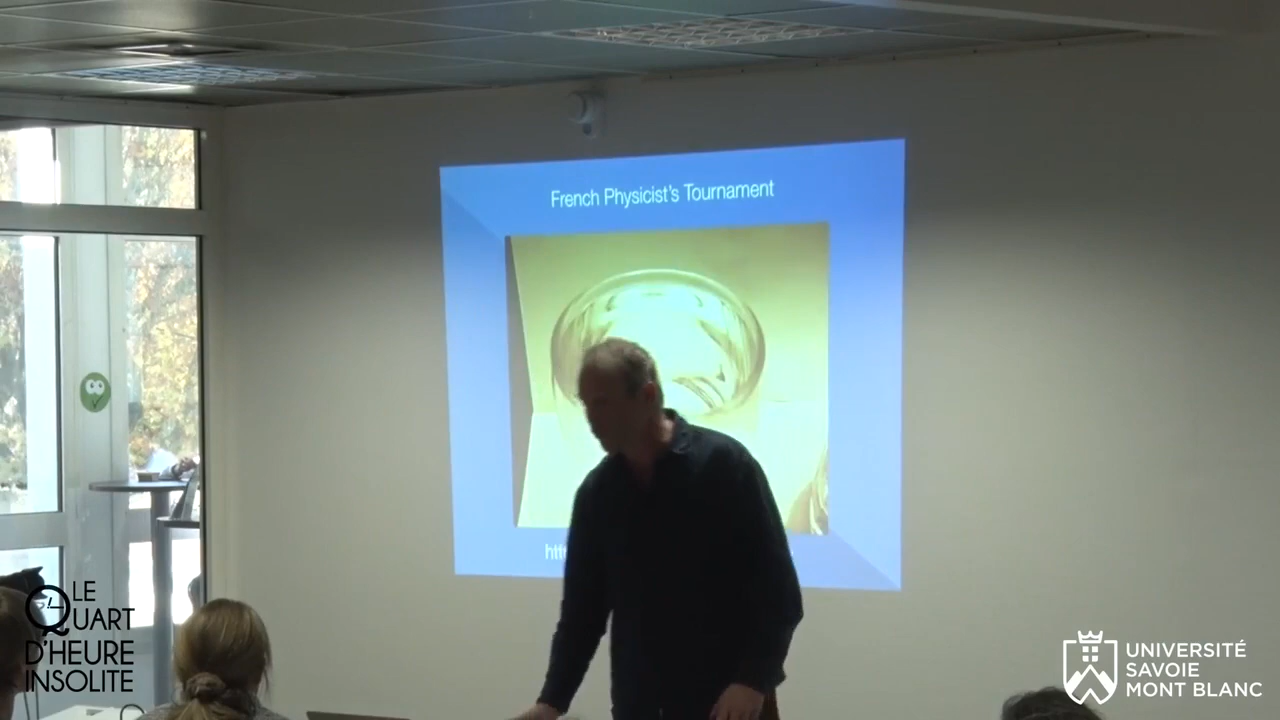 French Physicist's Tournament
LE
QUART
D'HEURE
INSOLITE
UNIVERSITÉ
SAVOIE
MONT BLANC